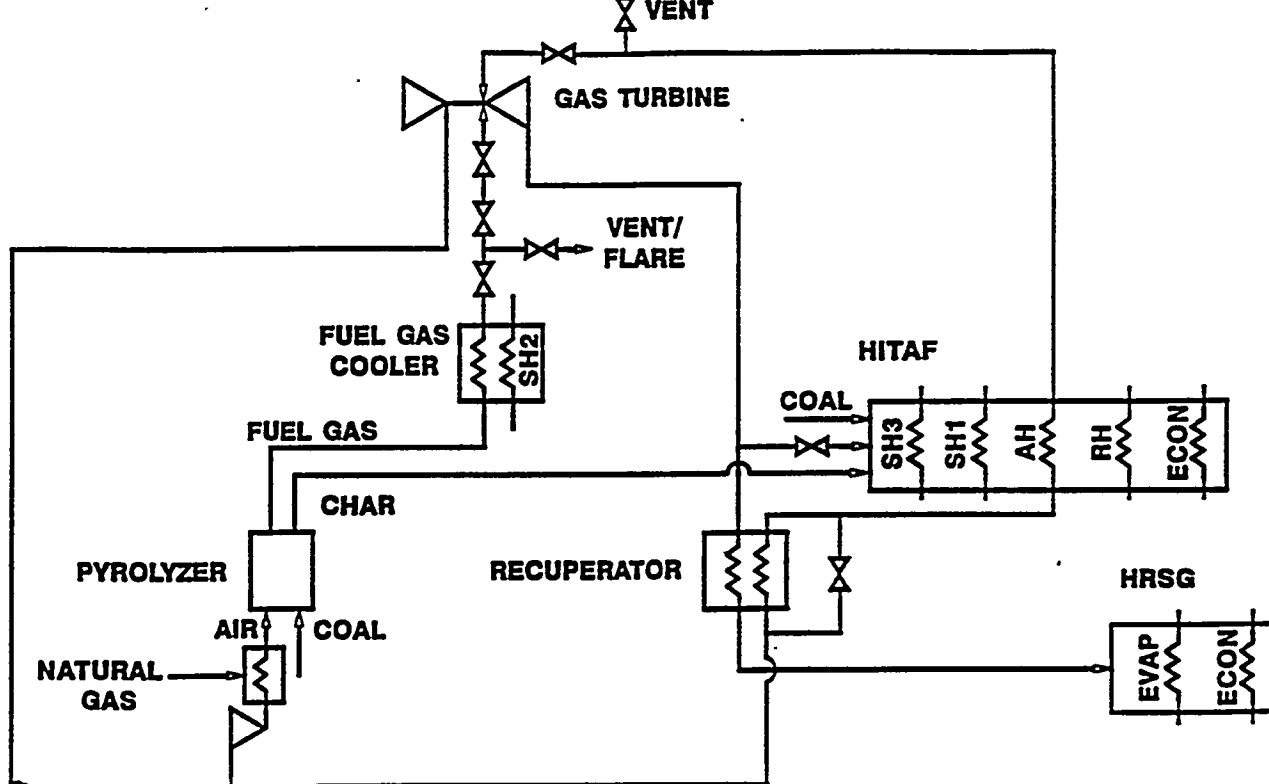 VENT
GAS TURBINE
VENT/
FLARE
FUEL GAS
COOLER
SH2
HITAF
COAL
SH3
SH1
AH
RH
ECON
FUEL GAS
CHAR
PYROLYZER
RECUPERATOR
HRSG
AIR
COAL
NATURAL
GAS
EVAP
ECON